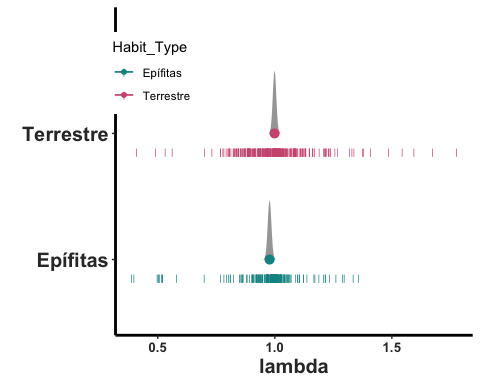 Habit_Type
Epífitas
Terrestre
Terrestre
Epífitas
0.5 1.0 1.5
lambda